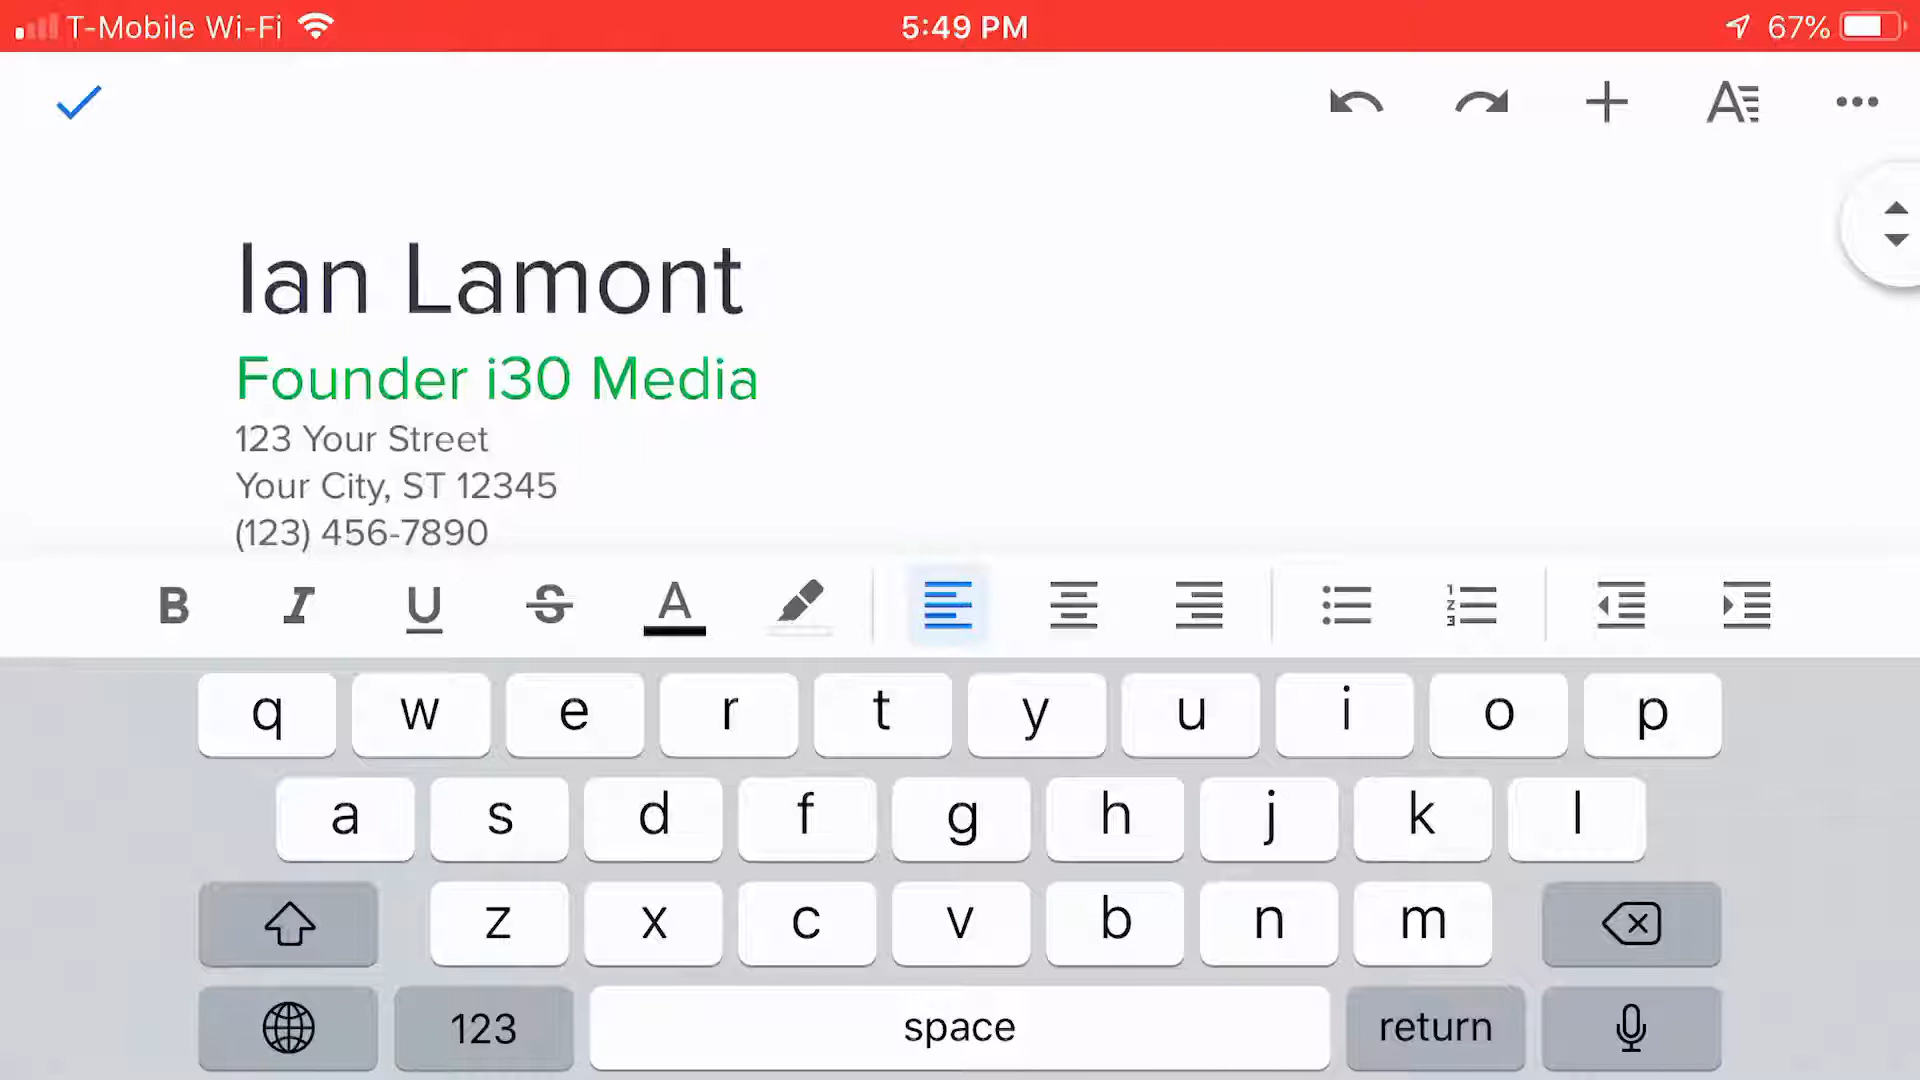 T-Mobile Wi-Fi 5:49 PM 67%
Ian Lamont
Founder i30 Media
123 Your Street
Your City, ST 12345
(123) 456-7890
B I U S A
q w e r t y u i o p
a s d f g h j k l
z x c v b n m
123 space return